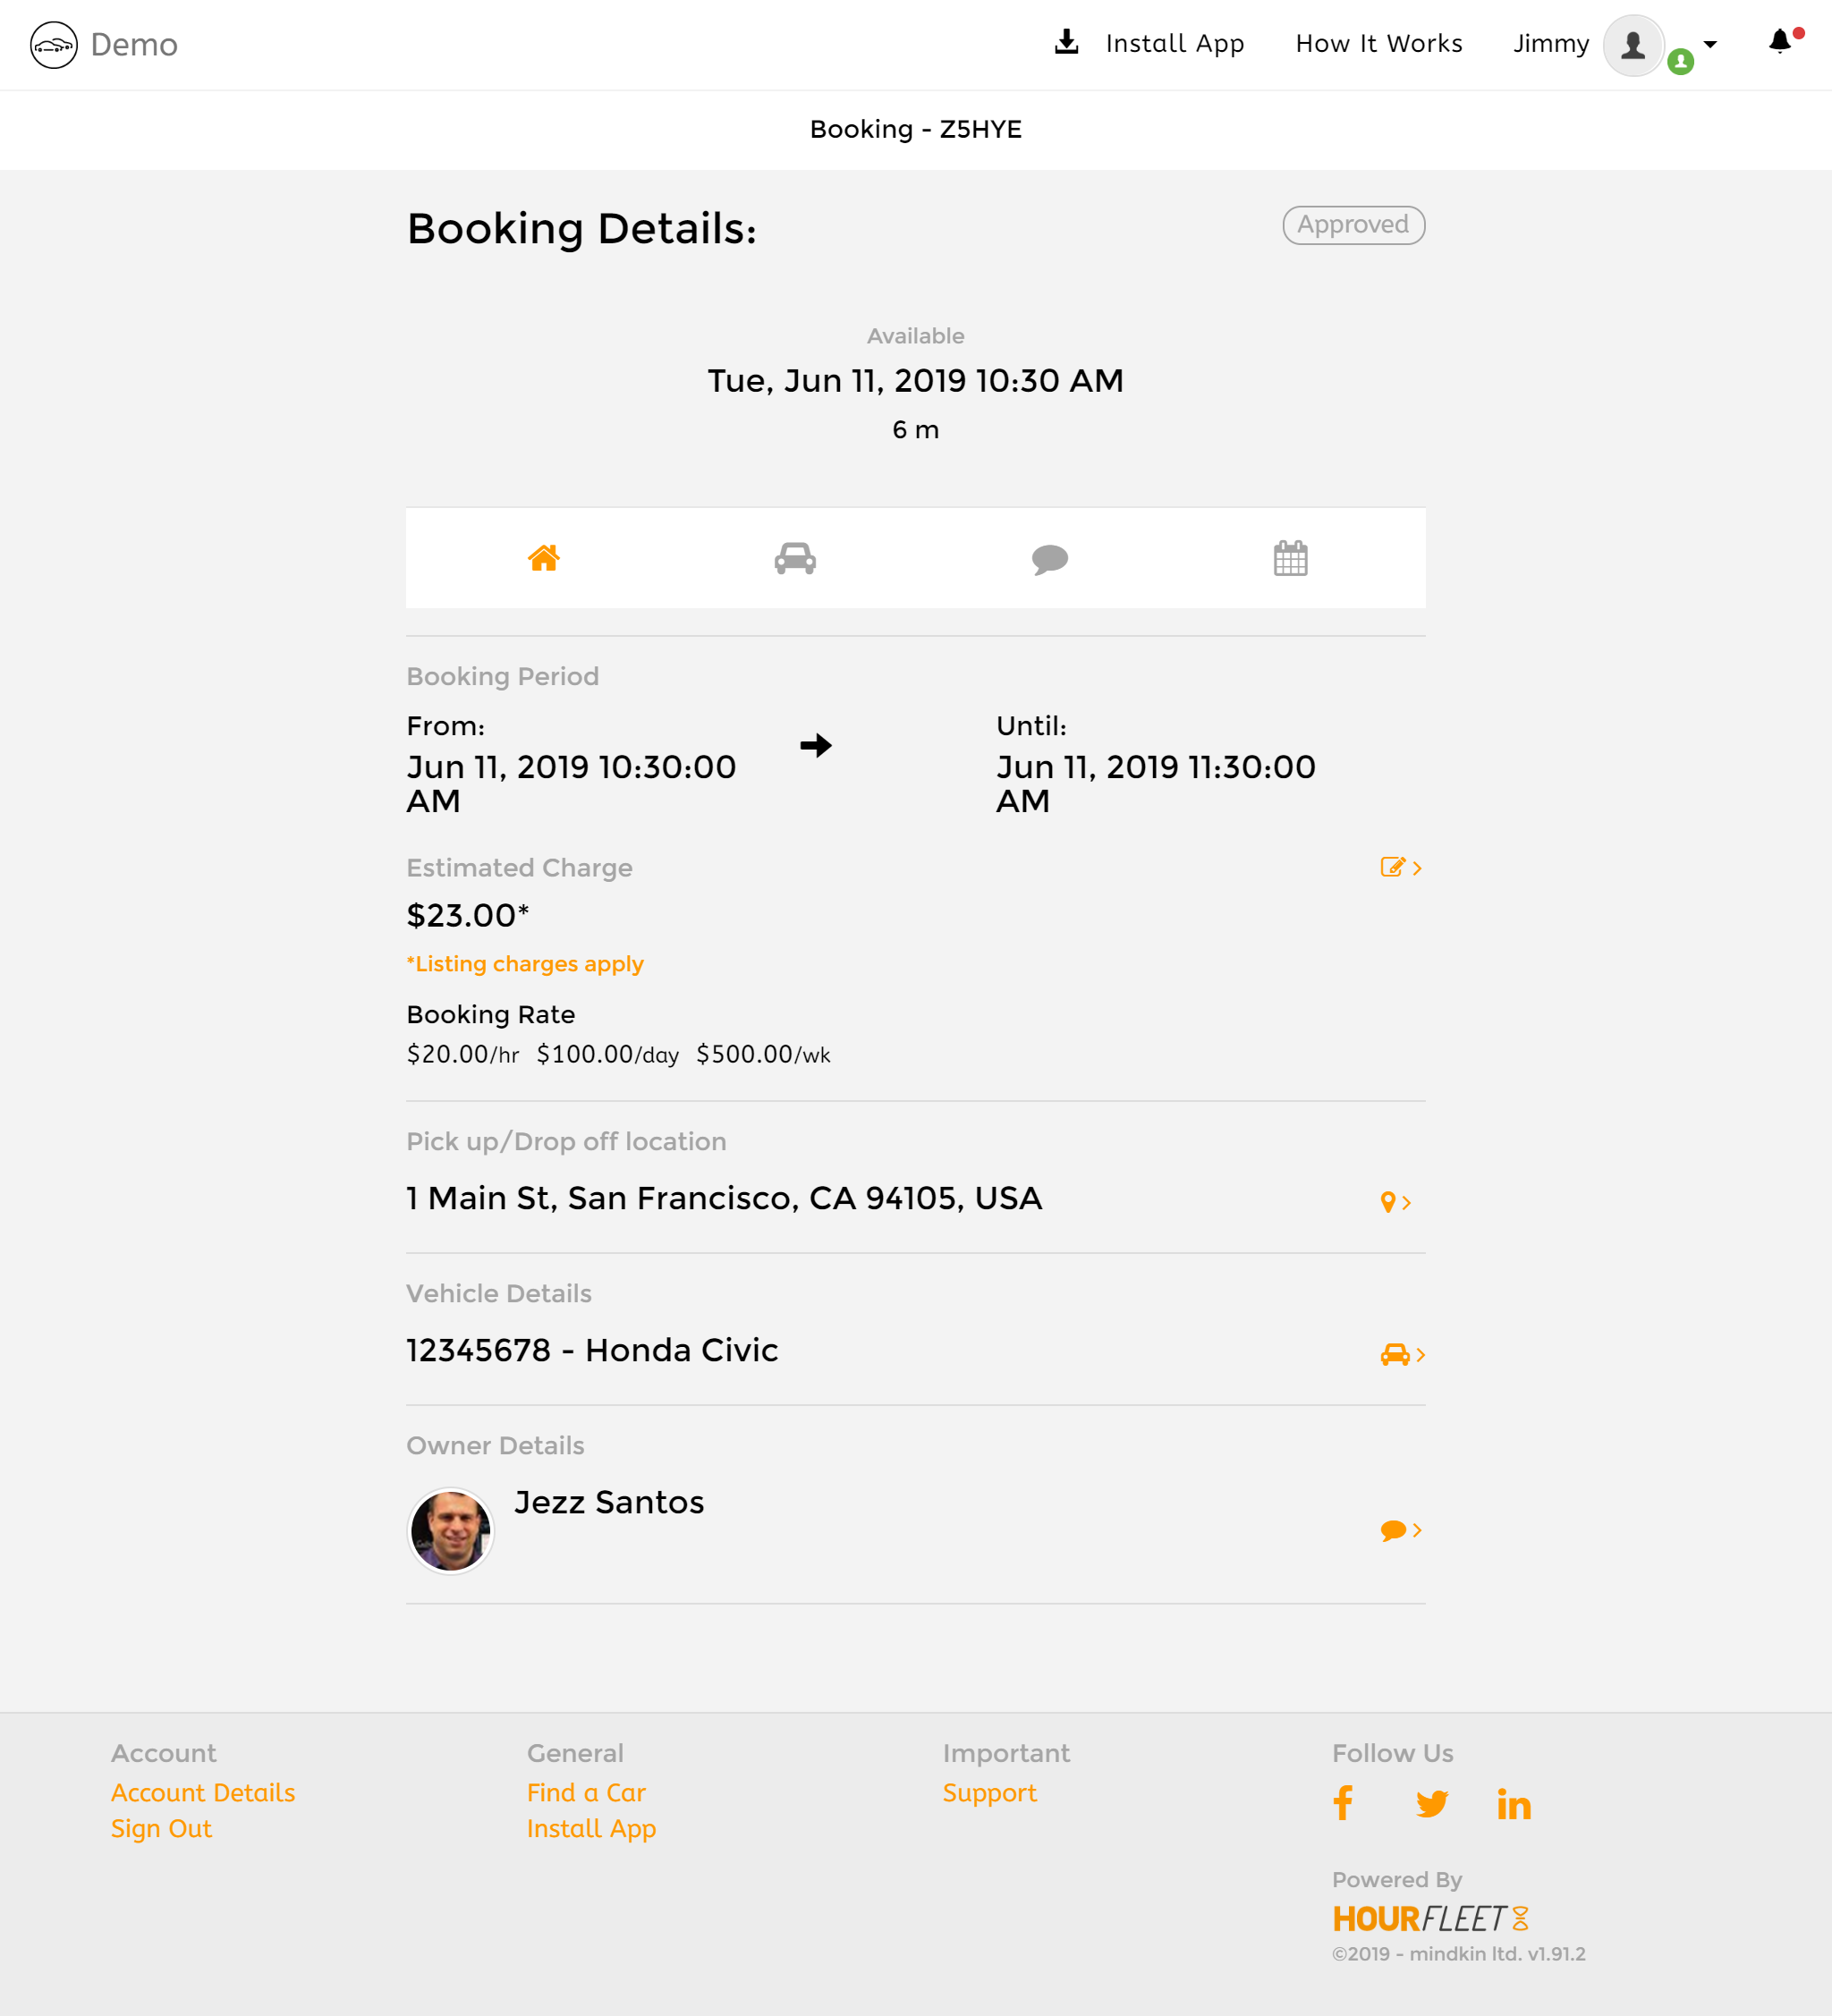 Demo
Install App
How It Works
Jimmy
Booking - Z5HYE
Booking Details:
Approved
Available
Tue, Jun 11, 2019 10:30 AM
6 m
Booking Period
From:
Jun 11, 2019 10:30:00
AM
Until:
Jun 11, 2019 11:30:00
AM
Estimated Charge
$23.00*
*Listing charges apply
Booking Rate
$20.00/hr $100.00/day $500.00/wk
Pick up/Drop off location
1 Main St, San Francisco, CA 94105, USA
Vehicle Details
12345678 - Honda Civic
Owner Details
Jezz Santos
Account
Account Details
Sign Out
General
Find a Car
Install App
Important
Support
Follow Us
Powered By
HOURFLEET
©2019 - mindkin ltd. v1.91.2